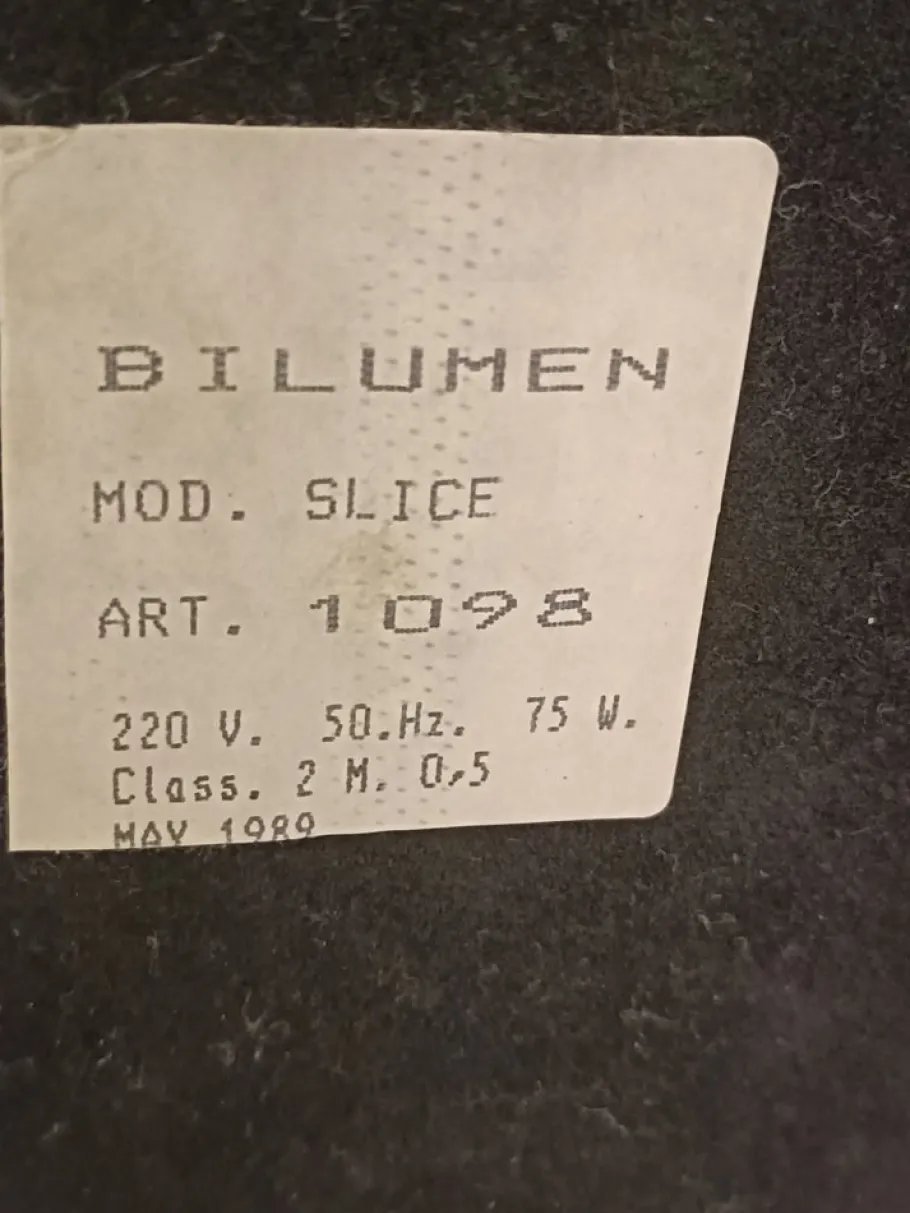 BILUMEN
MOD. SLICE
ART. 1098
220 V. 50.Hz. 75 W.
Class. 2 M. 0,5
MAY 1989